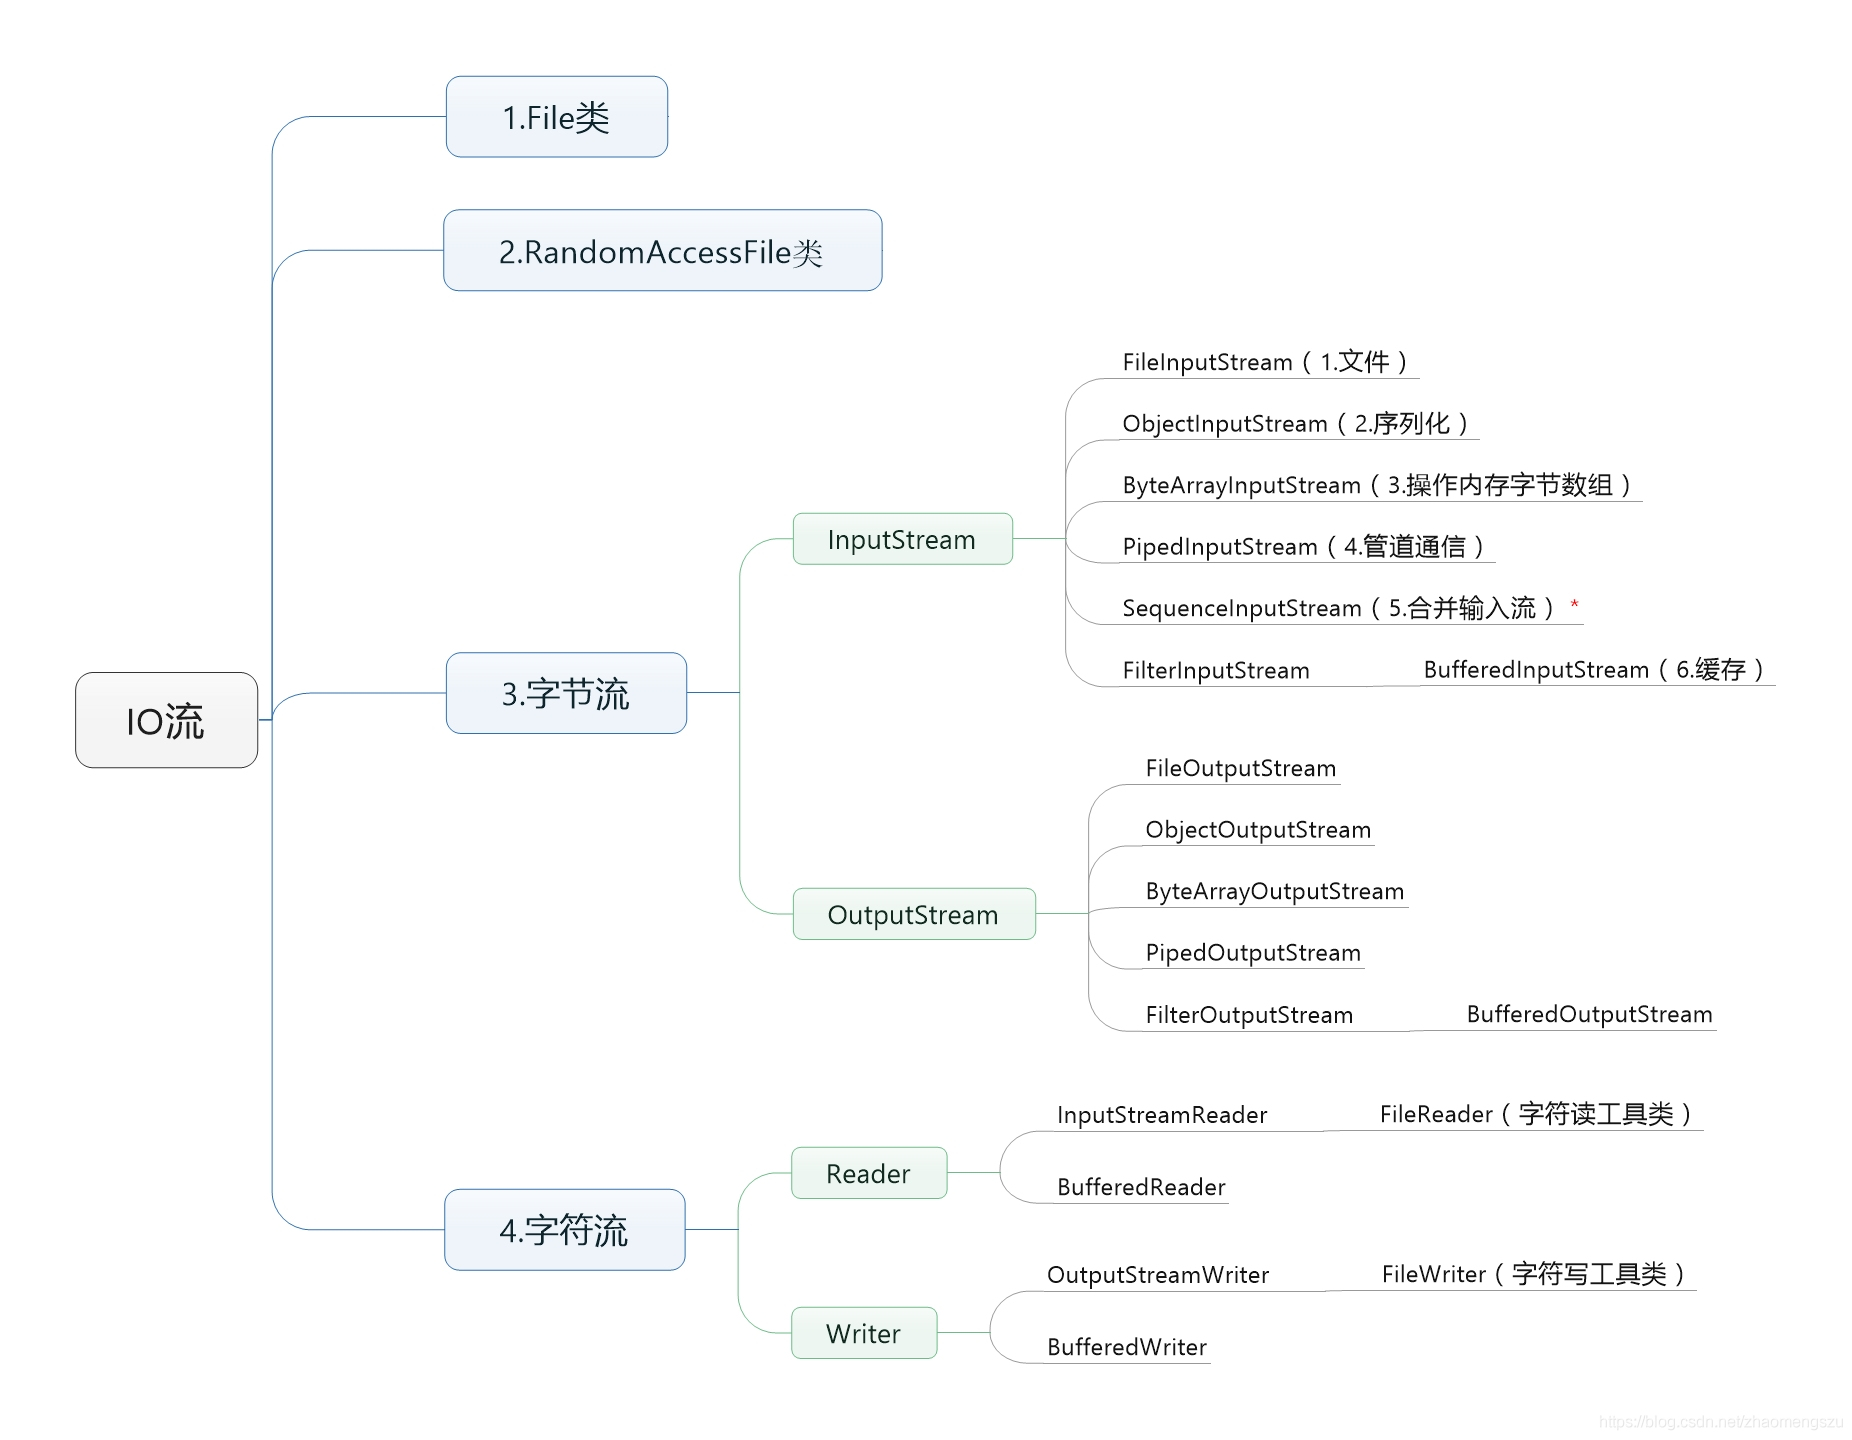 1.File类
2.RandomAccessFile类
IO流
3.字节流
InputStream
FileInputStream（1.文件）
ObjectInputStream（2.序列化）
ByteArrayInputStream（3.操作内存字节数组）
PipedInputStream（4.管道通信）
SequenceInputStream（5.合并输入流） *
FilterInputStream
BufferedInputStream（6.缓存）
OutputStream
FileOutputStream
ObjectOutputStream
ByteArrayOutputStream
PipedOutputStream
FilterOutputStream
BufferedOutputStream
4.字符流
Reader
InputStreamReader
FileReader（字符读工具类）
BufferedReader
Writer
OutputStreamWriter
FileWriter（字符写工具类）
BufferedWriter
https://blog.csdn.net/zhaomengszu